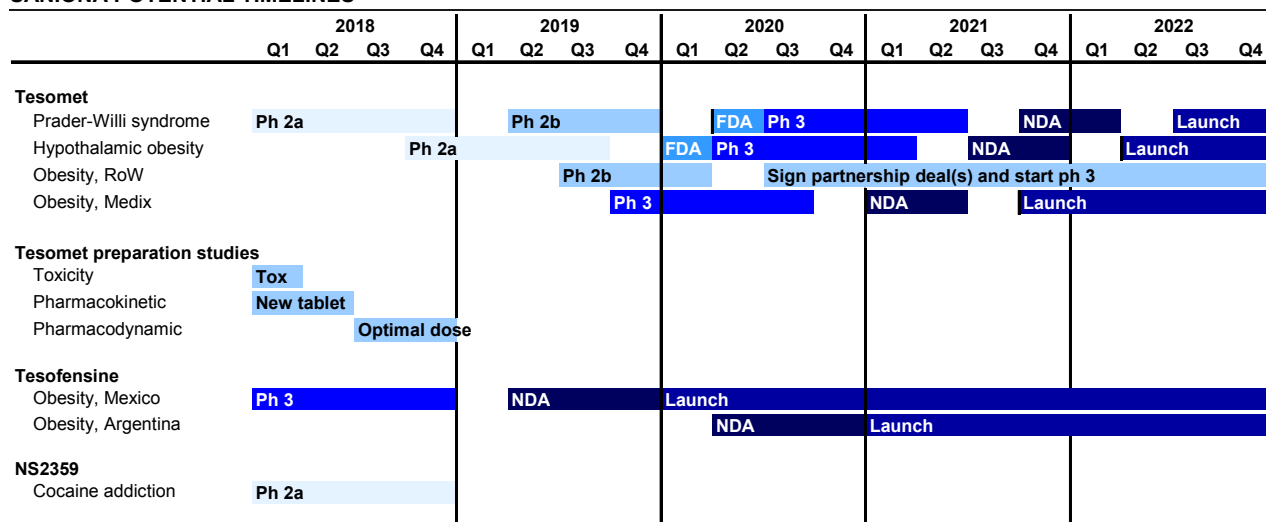 SANIONA POTENTIAL TIMELINES
2018 2019 2020 2021 2022
Q1 Q2 Q3 Q4 Q1 Q2 Q3 Q4 Q1 Q2 Q3 Q4 Q1 Q2 Q3 Q4 Q1 Q2 Q3 Q4
Tesomet
Prader-Willi syndrome Ph 2a Ph 2b FDA Ph 3 NDA Launch
Hypothalamic obesity Ph 2a FDA Ph 3 NDA Launch
Obesity, RoW Ph 2b Sign partnership deal(s) and start ph 3
Obesity, Medix Ph 3 NDA Launch
Tesomet preparation studies
Toxicity Tox
Pharmacokinetic New tablet
Pharmacodynamic Optimal dose
Tesofensine
Obesity, Mexico Ph 3 NDA Launch
Obesity, Argentina NDA Launch
NS2359
Cocaine addiction Ph 2a